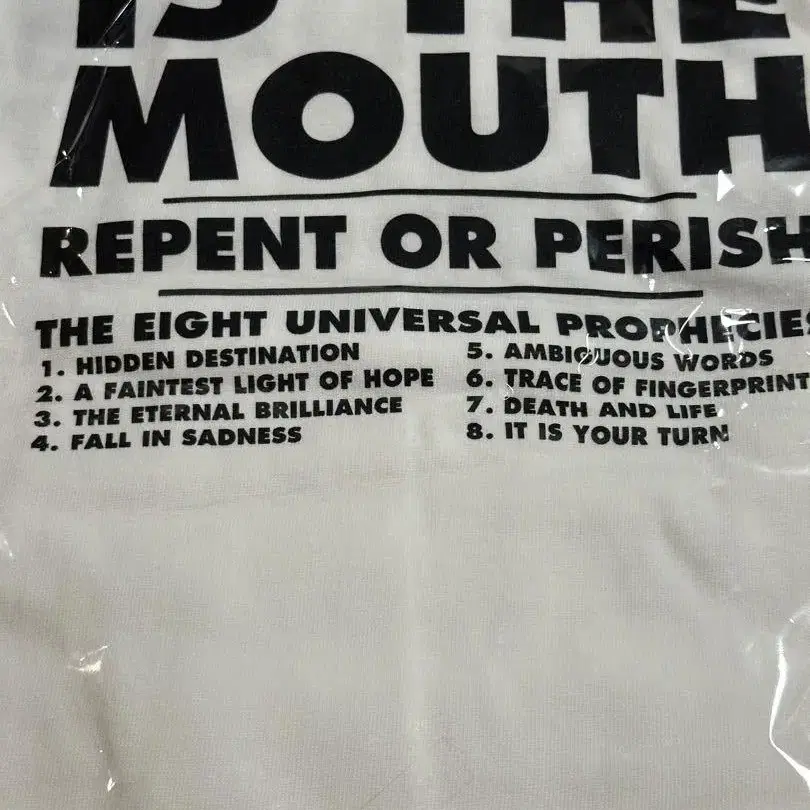 IS THE
MOUTH
REPENT OR PERISH
THE EIGHT UNIVERSAL PROPHECIES
1. HIDDEN DESTINATION
2. A FAINTEST LIGHT OF HOPE
3. THE ETERNAL BRILLIANCE
4. FALL IN SADNESS
5. AMBIGUOUS WORDS
6. TRACE OF FINGERPRINT
7. DEATH AND LIFE
8. IT IS YOUR TURN